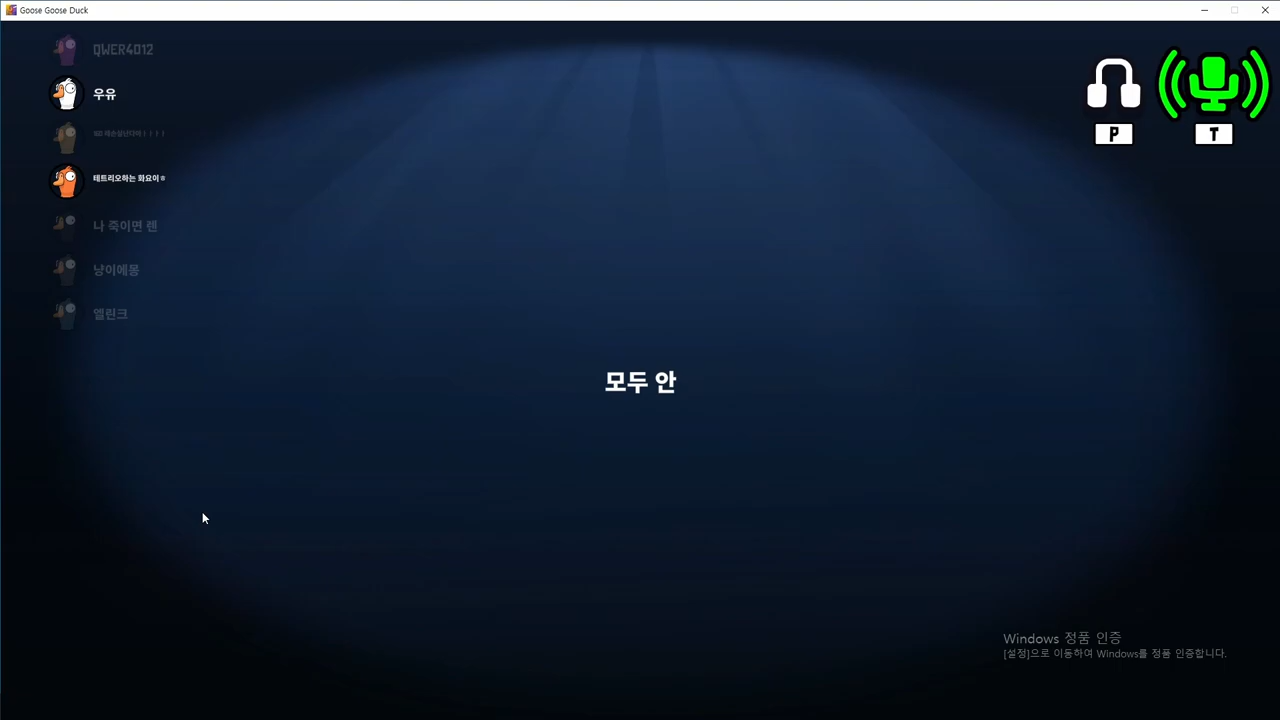 Goose Goose Duck
QWER4012
우유
테트리오하는 화요이ㅎ
나 죽이면 렌
냥이에몽
엘린크
P
T
모두 안
Windows 정품 인증
[설정]으로 이동하여 Windows를 정품 인증합니다.